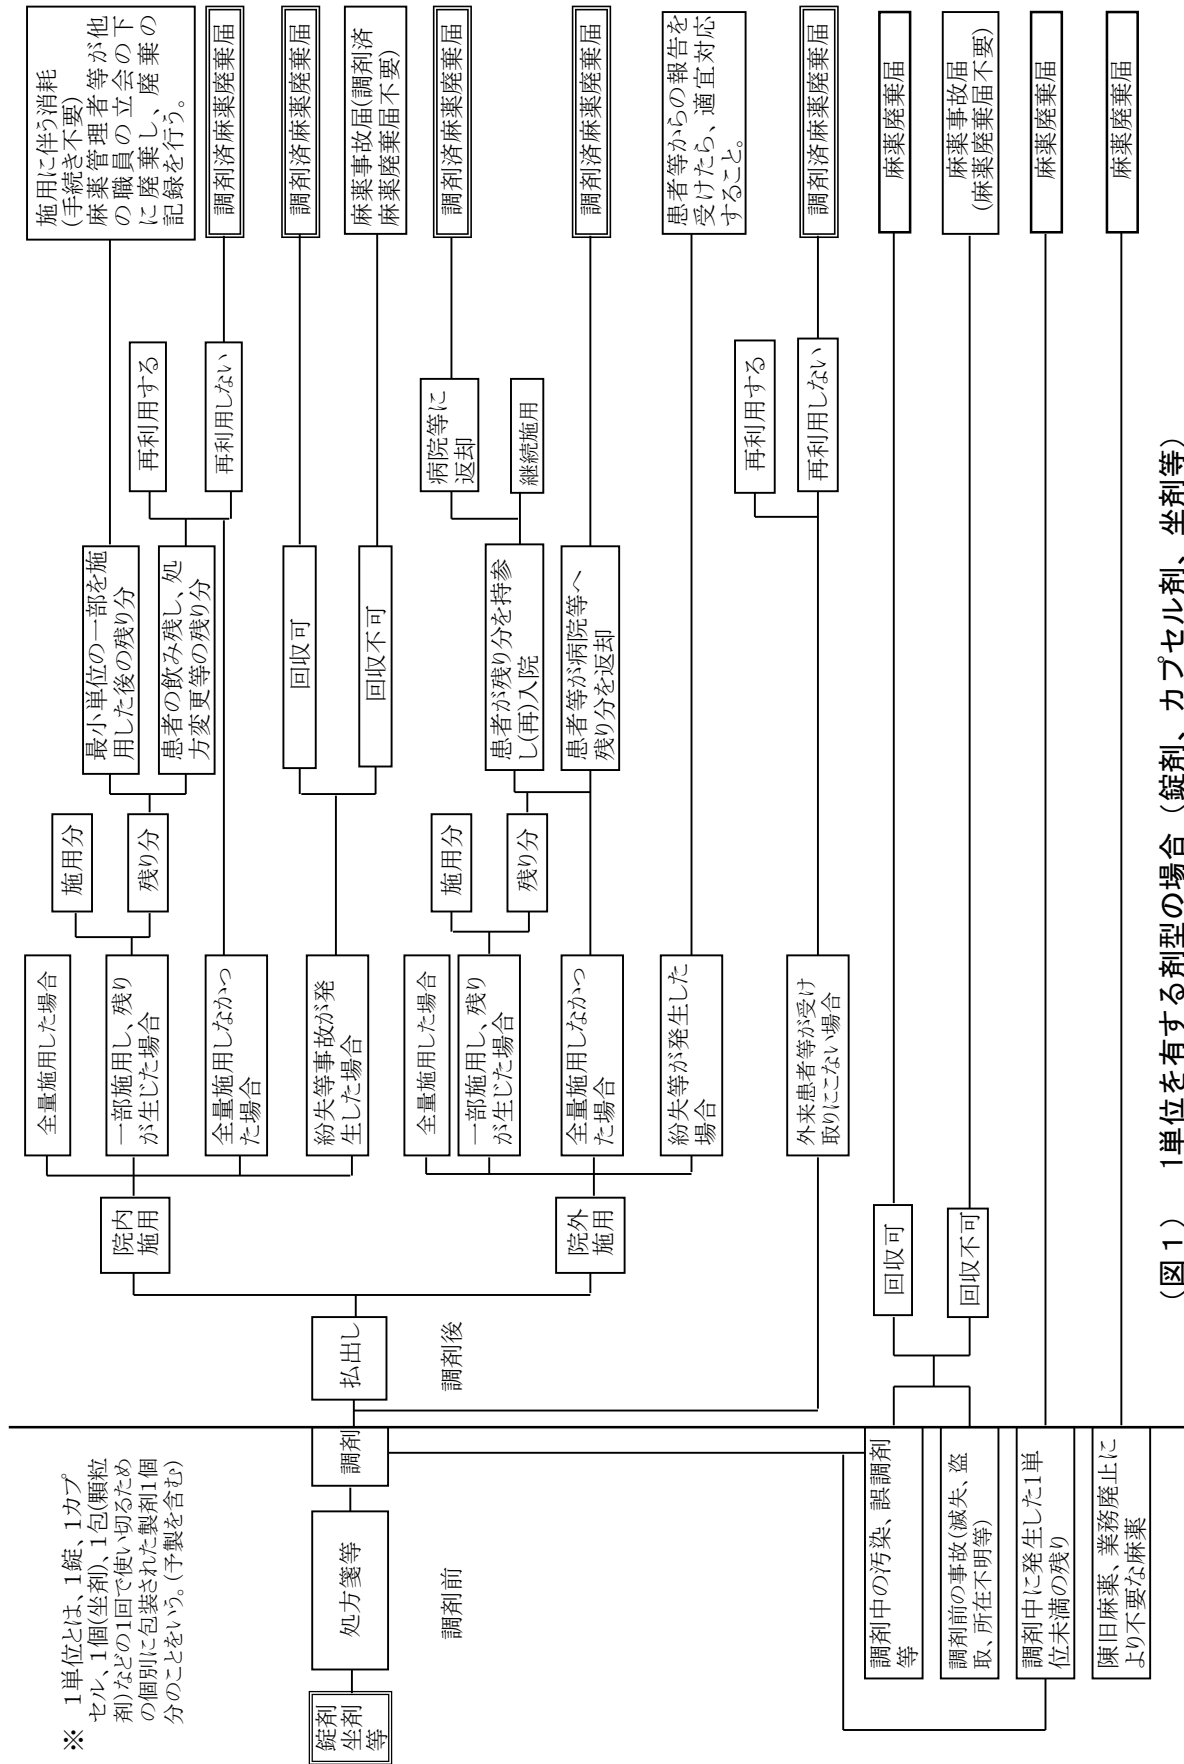 ※ 1単位とは、1錠、1カプ
セル、1個(坐剤)、1包(顆粒
剤)などの1回で使い切るため
の個別に包装された製剤1個
分のことをいう。(予製を含む)
錠剤
坐剤
等
処方箋等
調剤
調剤前
払出し
調剤後
院内
施用
全量施用した場合
一部施用し、残り
が生じた場合
施用分
残り分
最小単位の一部を施
用した後の残り分
施用に伴う消耗
(手続き不要)
麻薬管理者等が他
の職員の立会の下
に廃棄し、廃棄の
記録を行う。
患者の飲み残し、処
方変更等の残り分
再利用する
再利用しない
調剤済麻薬廃棄届
全量施用しなかっ
た場合
紛失等事故が発
生した場合
回収可
調剤済麻薬廃棄届
回収不可
麻薬事故届(調剤済
麻薬廃棄届不要)
院外
施用
全量施用した場合
一部施用し、残り
が生じた場合
施用分
残り分
患者が残り分を持参
し(再)入院
病院等に
返却
調剤済麻薬廃棄届
継続施用
全量施用しなかっ
た場合
患者等が病院等へ
残り分を返却
調剤済麻薬廃棄届
紛失等が発生した
場合
患者等からの報告を
受けたら、適宜対応
すること。
外来患者等が受け
取りにこない場合
再利用する
再利用しない
調剤済麻薬廃棄届
調剤中の汚染、誤調剤
等
回収可
麻薬廃棄届
調剤前の事故(滅失、盗
取、所在不明等)
回収不可
麻薬事故届
(麻薬廃棄届不要)
調剤中に発生した1単
位未満の残り
麻薬廃棄届
陳旧麻薬、業務廃止に
より不要な麻薬
麻薬廃棄届
(図1) 1単位を有する剤型の場合(錠剤、カプセル剤、坐剤等)